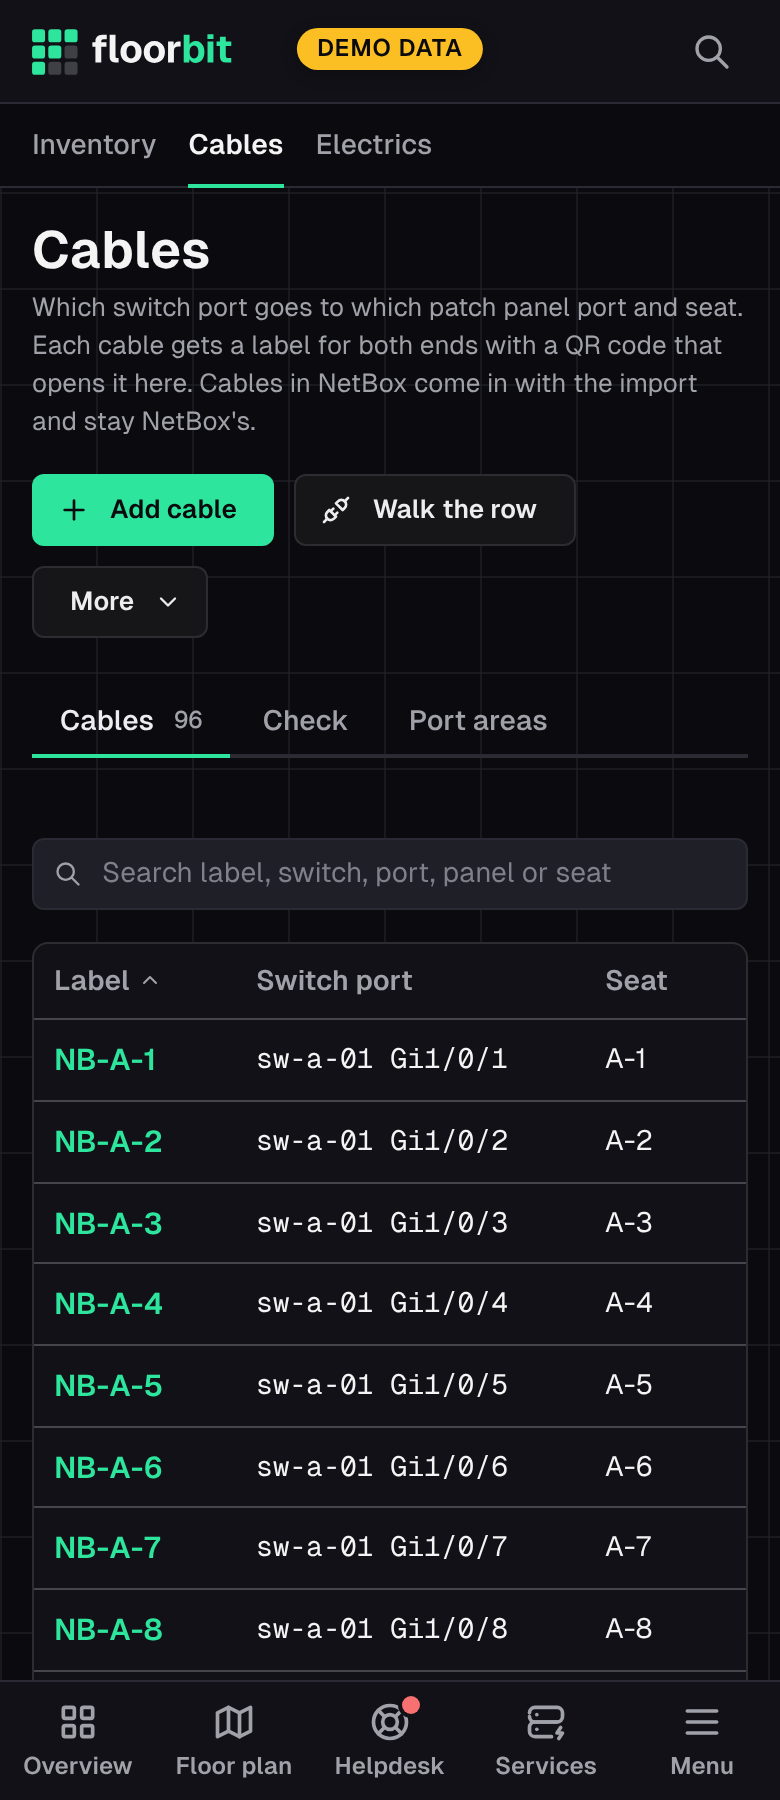 floorbit
DEMO DATA
Inventory Cables Electrics
Cables
Which switch port goes to which patch panel port and seat.
Each cable gets a label for both ends with a QR code that
opens it here. Cables in NetBox come in with the import
and stay NetBox's.
Add cable
Walk the row
More
Cables 96 Check Port areas
Search label, switch, port, panel or seat
Label Switch port Seat
NB-A-1 sw-a-01 Gi1/0/1 A-1
NB-A-2 sw-a-01 Gi1/0/2 A-2
NB-A-3 sw-a-01 Gi1/0/3 A-3
NB-A-4 sw-a-01 Gi1/0/4 A-4
NB-A-5 sw-a-01 Gi1/0/5 A-5
NB-A-6 sw-a-01 Gi1/0/6 A-6
NB-A-7 sw-a-01 Gi1/0/7 A-7
NB-A-8 sw-a-01 Gi1/0/8 A-8
Overview Floor plan Helpdesk Services Menu